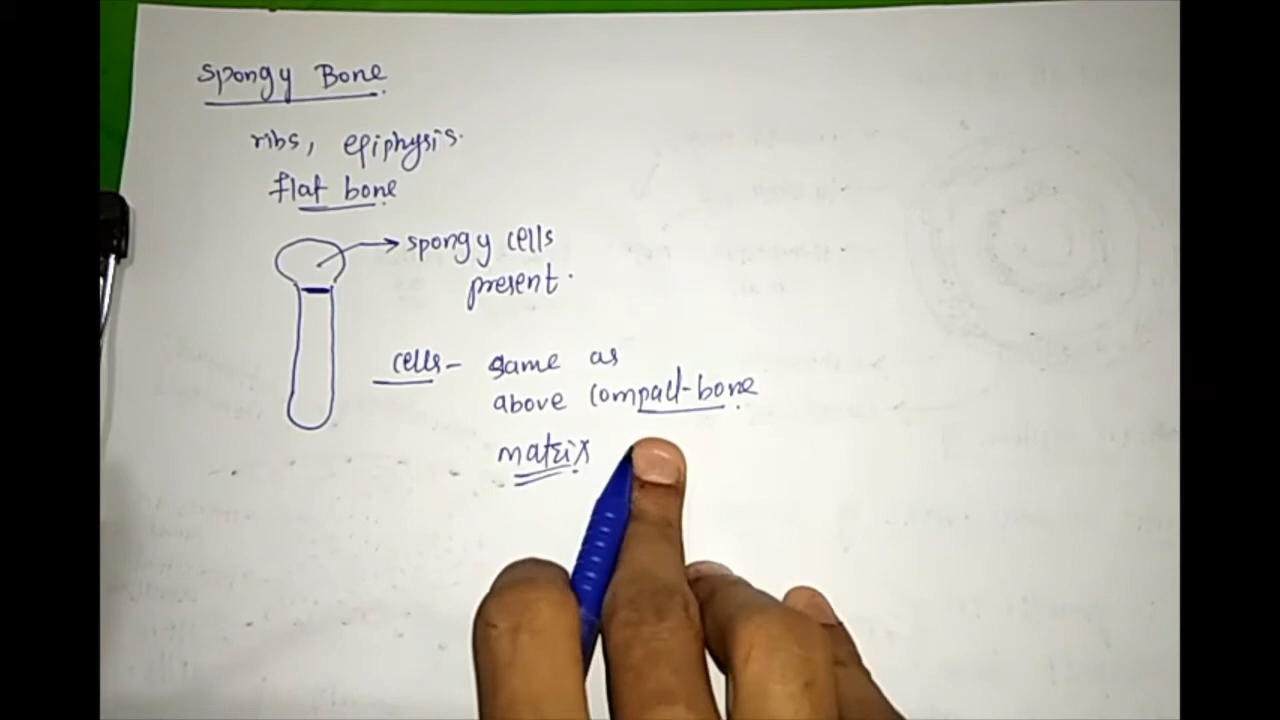 Spongy Bone
ribs, epiphysis.
flat bone
spongy cells
present.
cells - same as
above compact-bone
matrix